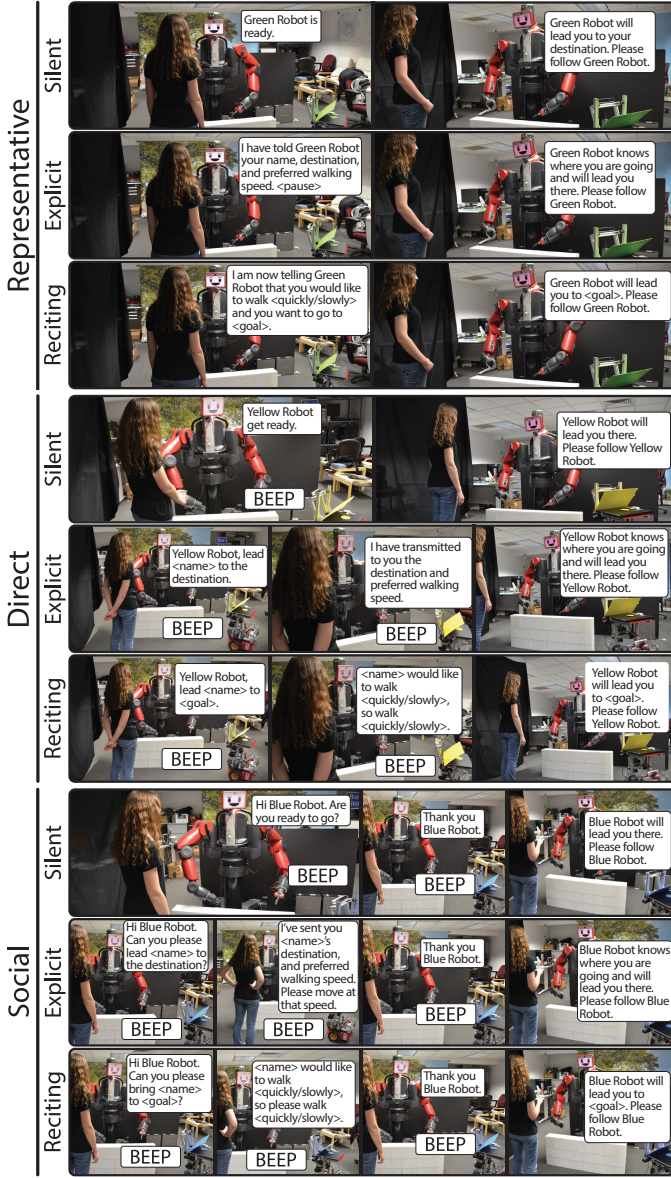 Representative
Silent
Green Robot is
ready.
Green Robot will
lead you to your
destination. Please
follow Green Robot.
Explicit
I have told Green Robot
your name, destination,
and preferred walking
speed. <pause>
Green Robot knows
where you are going
and will lead you
there. Please follow
Green Robot.
Reciting
I am now telling Green
Robot that you would like
to walk <quickly/slowly>
and you want to go to
<goal>.
Green Robot will lead
you to <goal>. Please
follow Green Robot.
Direct
Silent
Yellow Robot
get ready.
BEEP
Yellow Robot will
lead you there.
Please follow Yellow
Robot.
Explicit
Yellow Robot, lead
<name> to the
destination.
BEEP
I have transmitted
to you the
destination and
preferred walking
speed.
BEEP
Yellow Robot knows
where you are going
and will lead you
there. Please follow
Yellow Robot.
Reciting
Yellow Robot,
lead <name> to
<goal>.
BEEP
<name> would like
to walk
<quickly/slowly>,
so walk
<quickly/slowly>.
BEEP
Yellow Robot
will lead you
to <goal>.
Please follow
Yellow Robot.
Social
Silent
Hi Blue Robot. Are
you ready to go?
BEEP
Thank you
Blue Robot.
BEEP
Blue Robot will
lead you there.
Please follow
Blue Robot.
Explicit
Hi Blue Robot.
Can you please
lead <name> to
the destination?
BEEP
I've sent you
<name>'s
destination,
and preferred
walking speed.
Please move at
that speed.
BEEP
Thank you
Blue Robot.
BEEP
Blue Robot knows
where you are
going and will
lead you there.
Please follow Blue
Robot.
Reciting
Hi Blue Robot.
Can you please
bring <name>
to <goal>?
BEEP
<name> would like
to walk
<quickly/slowly>,
so please walk
<quickly/slowly>.
BEEP
Thank you
Blue Robot.
BEEP
Blue Robot will
lead you to
<goal>. Please
follow Blue
Robot.